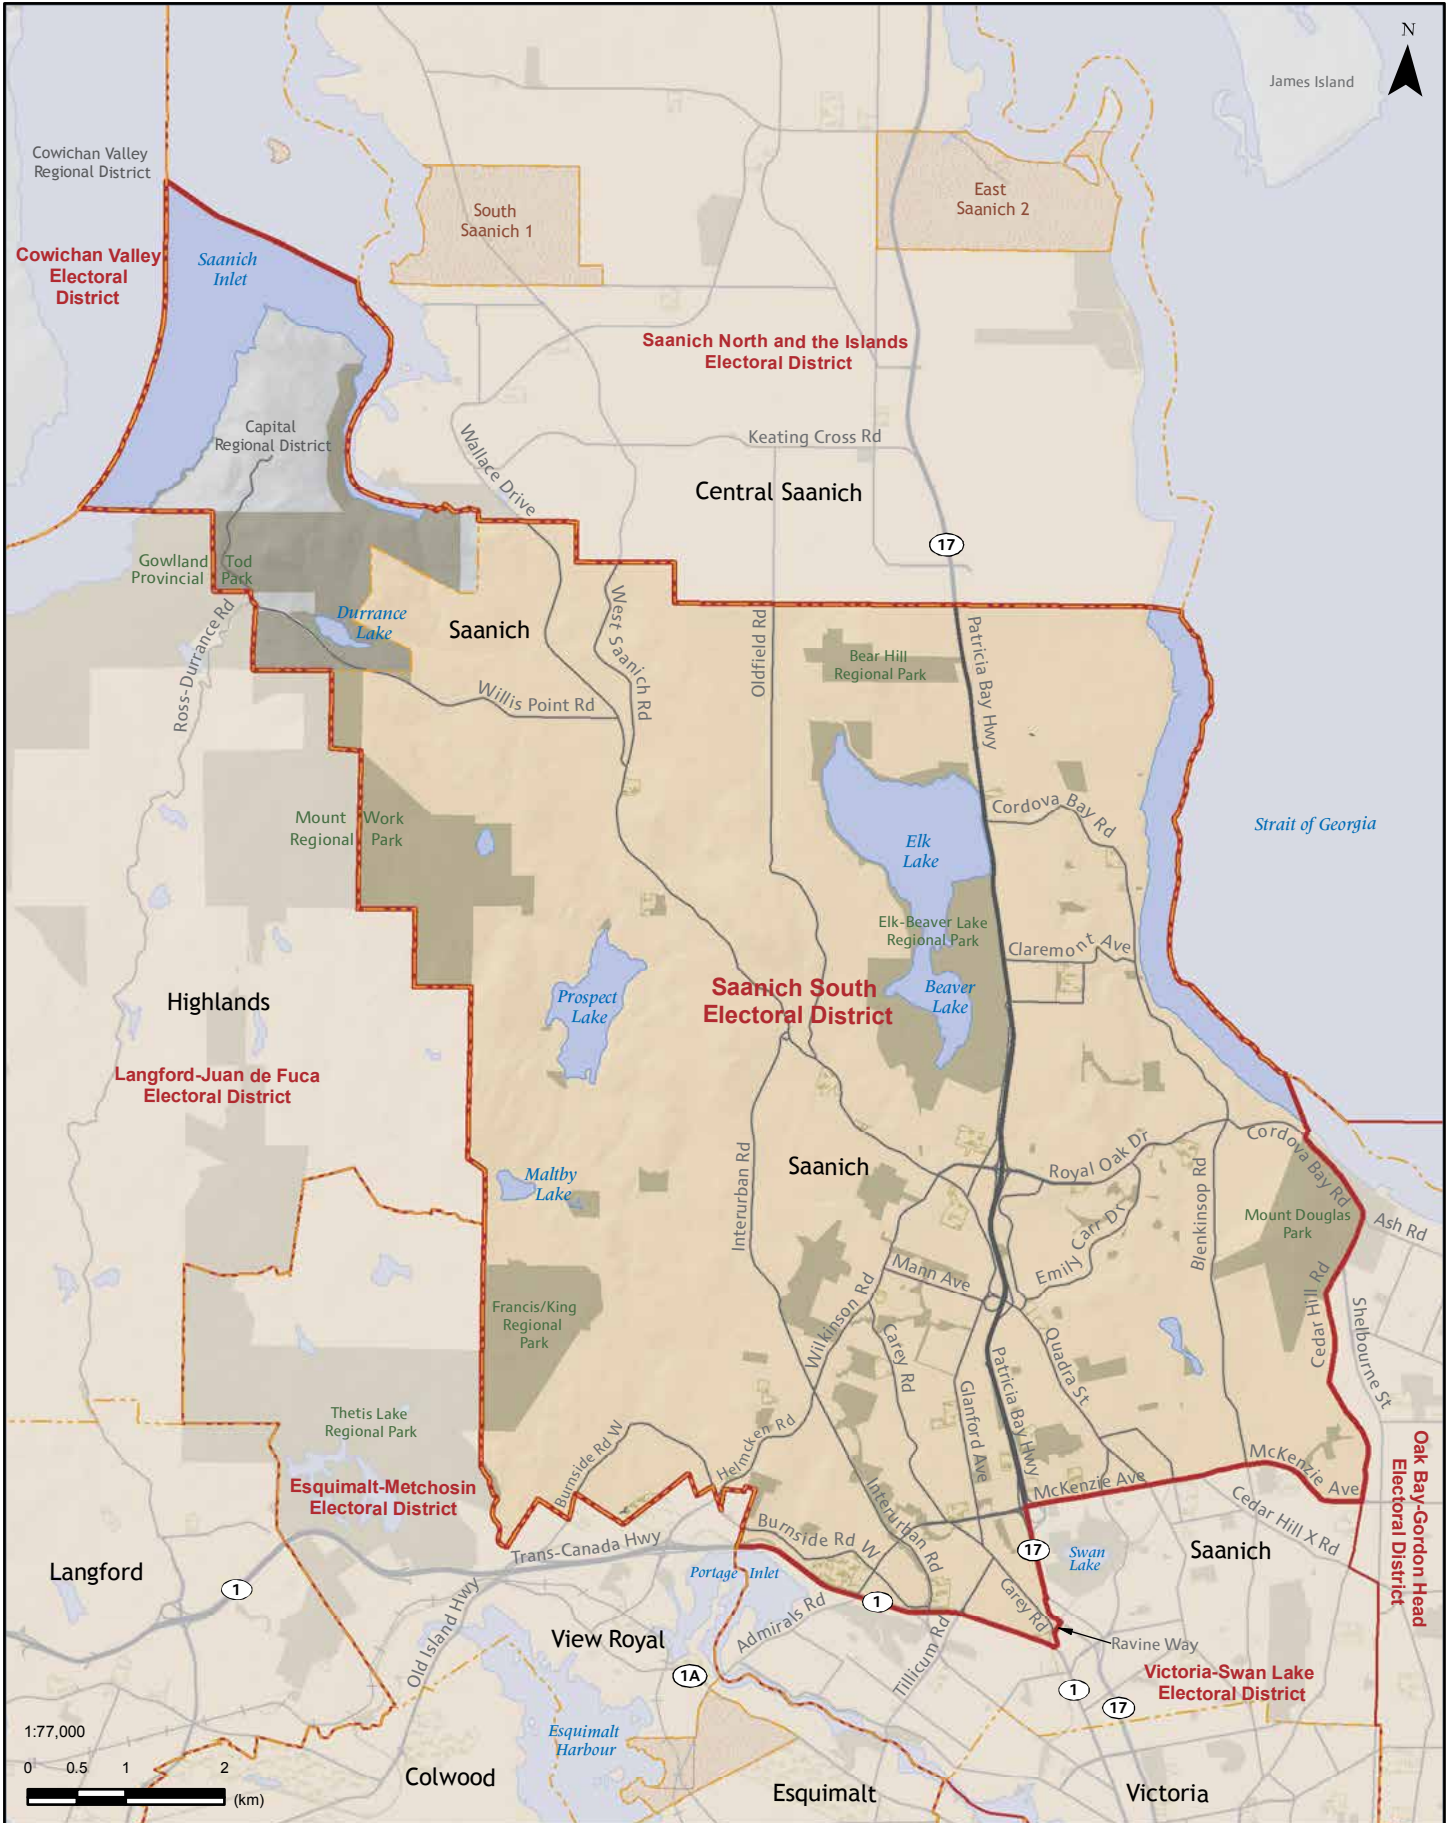 N
James Island
Cowichan Valley
Regional District
East
Saanich 2
South
Saanich 1
Cowichan Valley
Electoral
District
Saanich
Inlet
Saanich North and the Islands
Electoral District
Capital
Regional District
Wallace Drive
Keating Cross Rd
Central Saanich
17
Gowlland Tod
Provincial Park
Durrance
Lake
Saanich
Ross-Durrance Rd
West Saanich Rd
Oldfield Rd
Patricia Bay Hwy
Bear Hill
Regional Park
Willis Point Rd
Mount Work
Regional Park
Cordova Bay Rd
Elk
Lake
Strait of Georgia
Elk-Beaver Lake
Regional Park
Claremont Ave
Saanich South
Electoral District
Beaver
Lake
Prospect
Lake
Highlands
Langford-Juan de Fuca
Electoral District
Maltby
Lake
Saanich
Interurban Rd
Royal Oak Dr
Blenkinsop Rd
Cordova Bay Rd
Mount Douglas
Park
Ash Rd
Emily Carr Dr
Mann Ave
Wilkinson Rd
Cedar Hill Rd
Shelbourne St
Francis/King
Regional
Park
Carey Rd
Quadra St
Patricia Bay Hwy
Glanford Ave
Thetis Lake
Regional Park
Burnside Rd W
Helmcken Rd
Interurban Rd
McKenzie Ave
McKenzie Ave
Oak Bay-Gordon Head
Electoral District
Esquimalt-Metchosin
Electoral District
Cedar Hill X Rd
Trans-Canada Hwy
Burnside Rd W
17
Swan
Lake
Saanich
Langford
1
Portage Inlet
Old Island Hwy
Admirals Rd
1
Carey Rd
Tillicum Rd
Ravine Way
View Royal
1A
Victoria-Swan Lake
Electoral District
1
17
Esquimalt
Harbour
1:77,000
0 0.5 1 2
(km)
Colwood
Esquimalt
Victoria